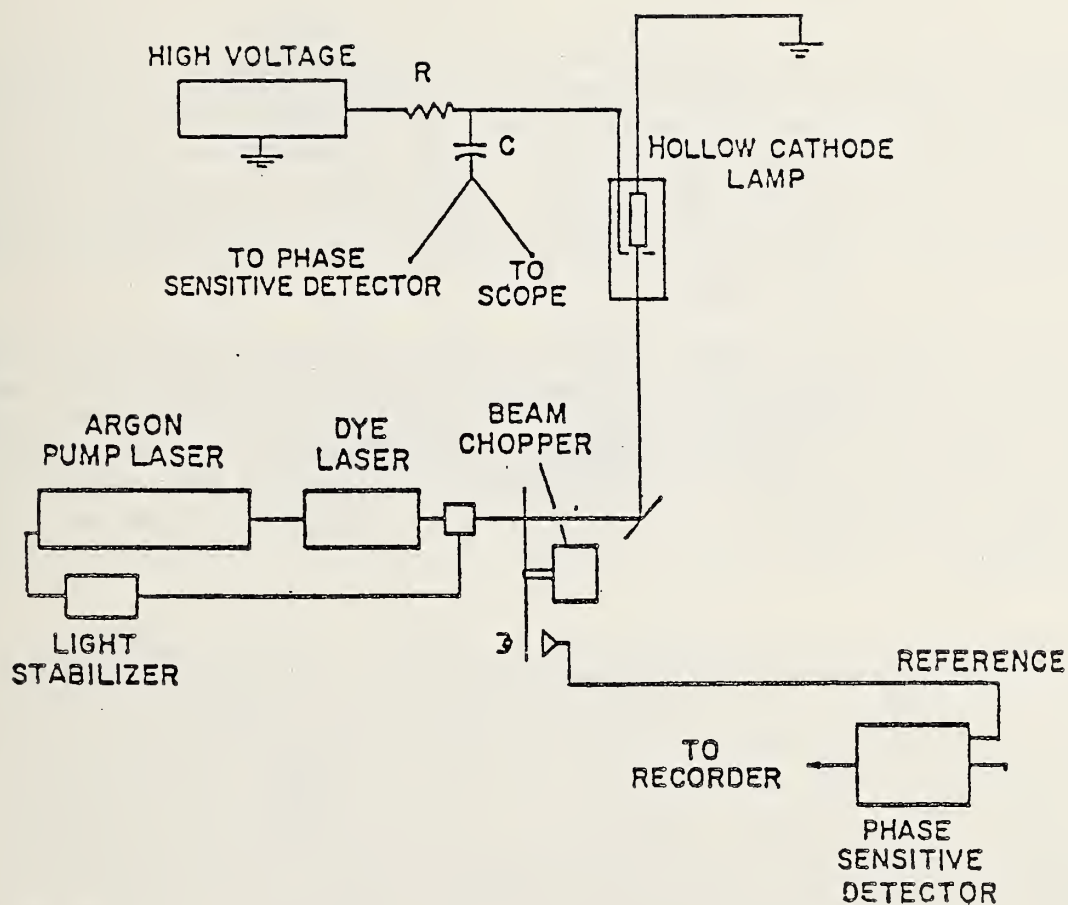 HIGH VOLTAGE
R
C
HOLLOW CATHODE
LAMP
TO PHASE
SENSITIVE DETECTOR
TO
SCOPE
ARGON
PUMP LASER
DYE
LASER
BEAM
CHOPPER
LIGHT
STABILIZER
REFERENCE
TO
RECORDER
PHASE
SENSITIVE
DETECTOR